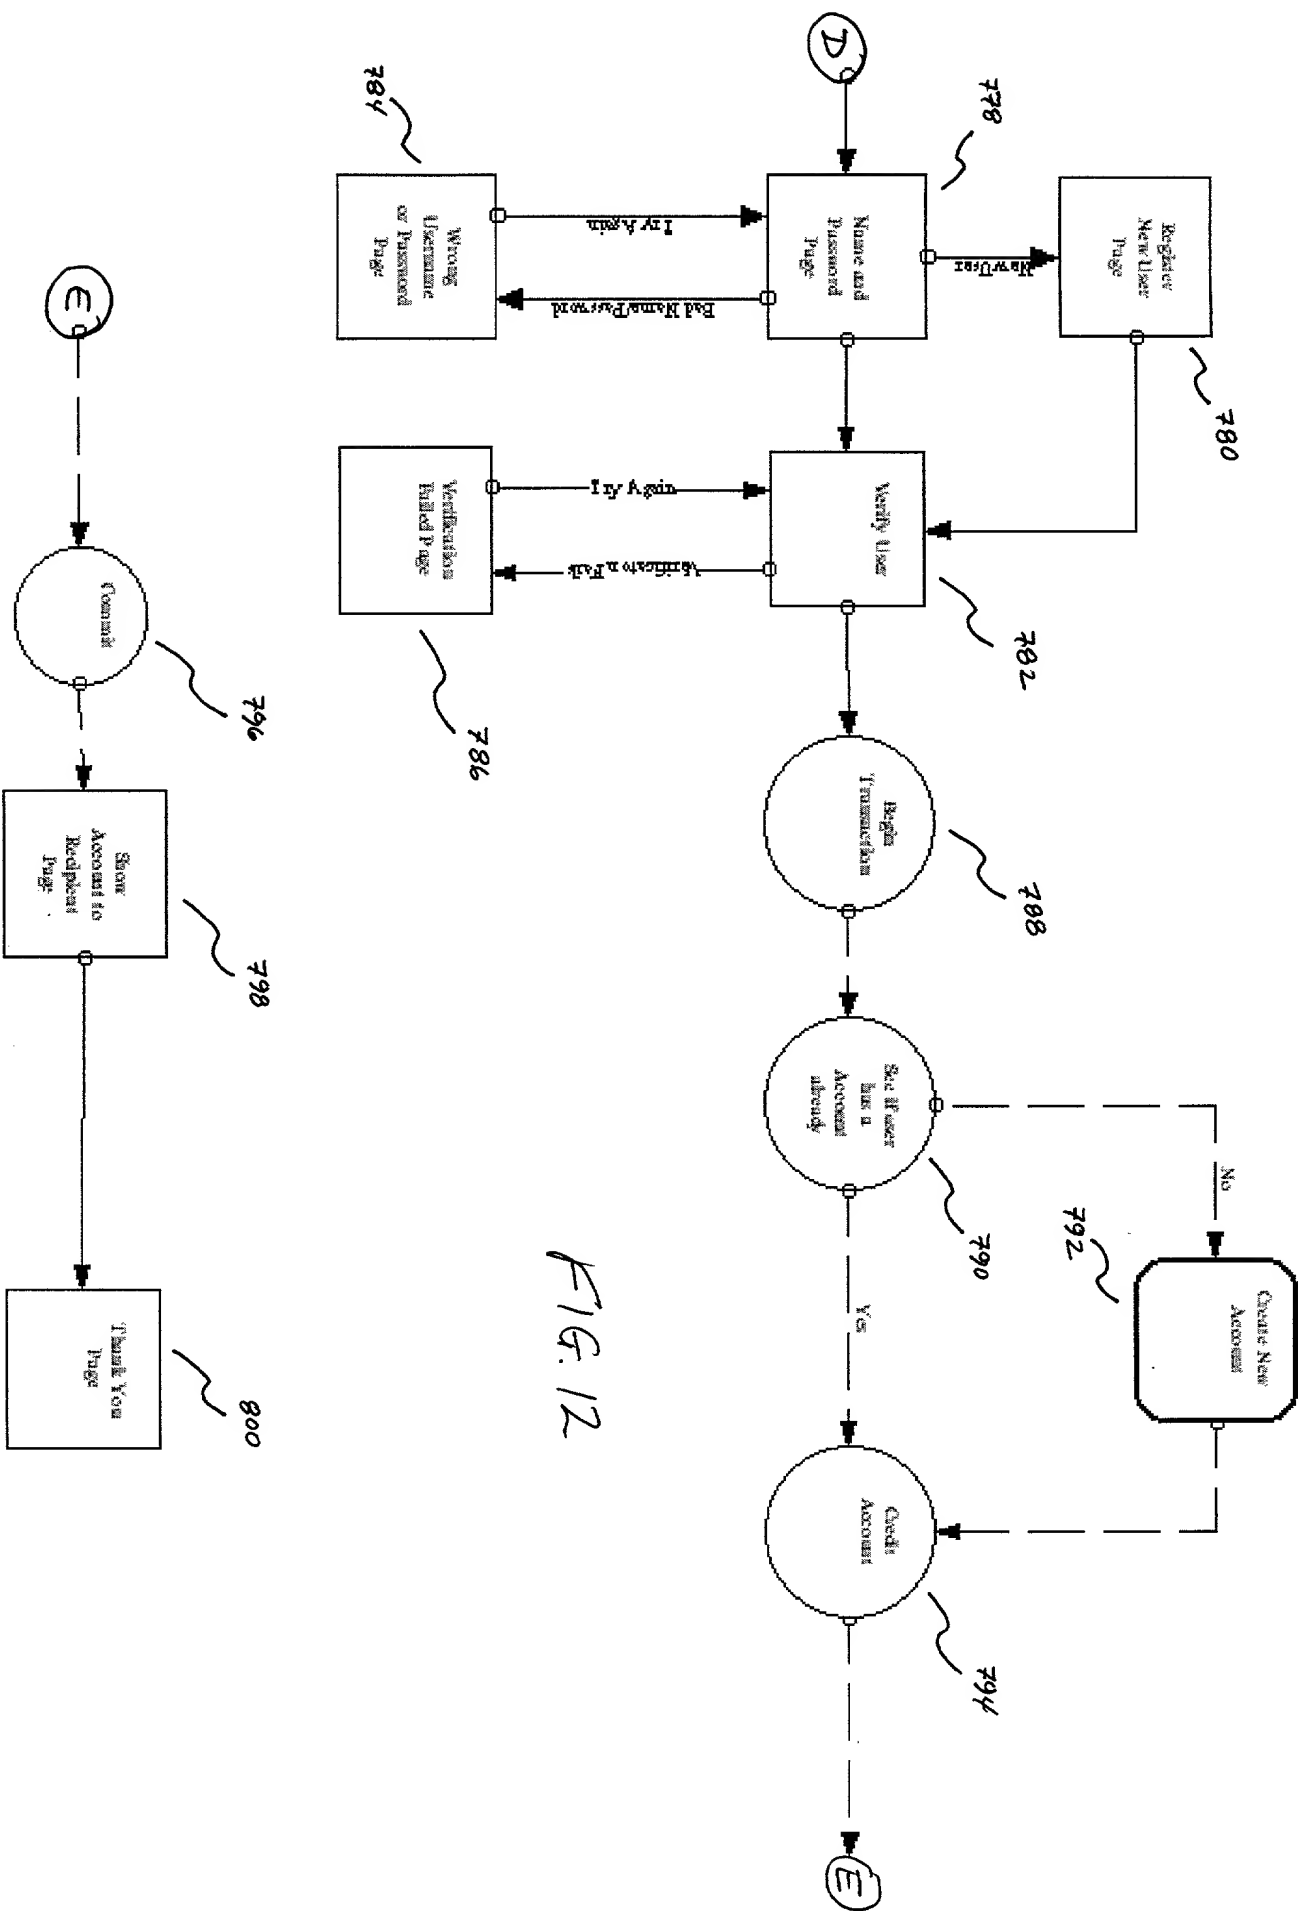 Register
New User
Page
780
No
Create New
Account
792
778
New User
D
Name and
Password
Page
Verify User
782
Begin
Transaction
788
See if user
has a
Account
already
790
Yes
Credit
Account
794
E
Try Again
Bad Name/Password
Try Again
Verification Fails
784
Wrong
Username
or Password
Page
Verification
Failed Page
786
FIG. 12
E
Commit
796
Show
Account to
Recipient
Page
798
Thank You
Page
800